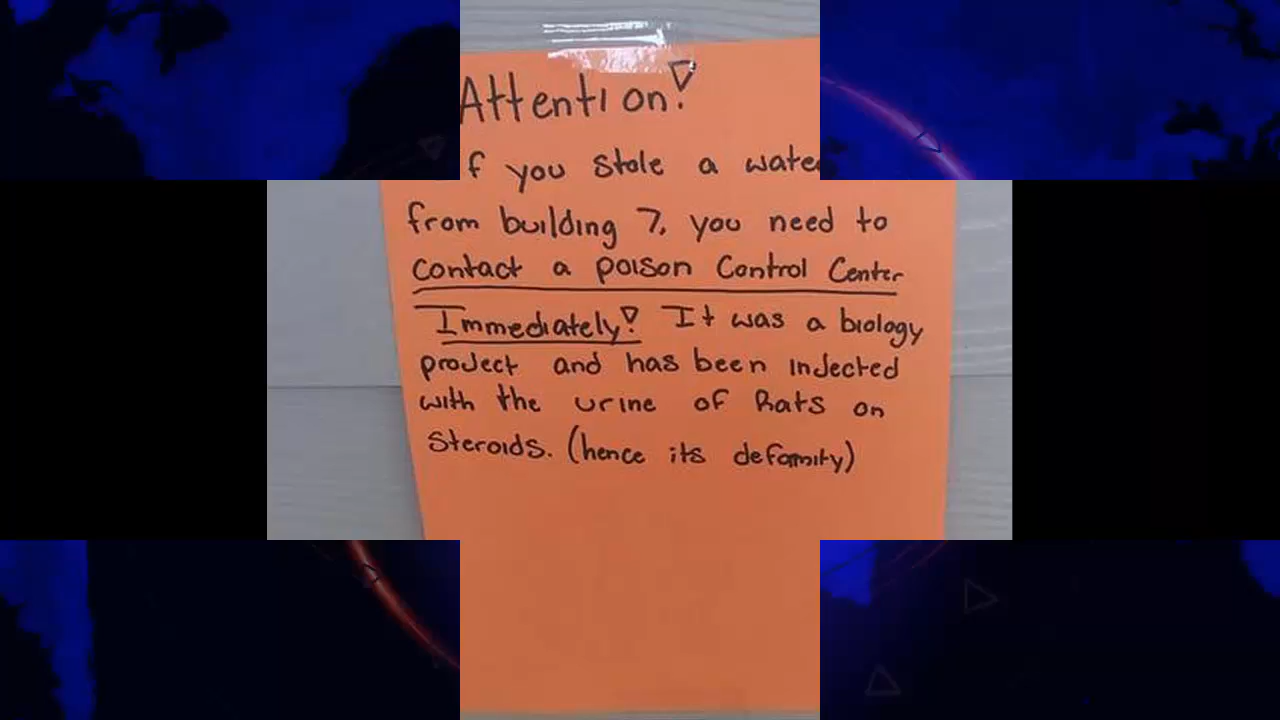 Attention!
f you stole a wate
from building 7, you need to
contact a poison Control Center
Immediately! It was a biology
project and has been injected
with the urine of Rats on
steroids. (hence its defamity)